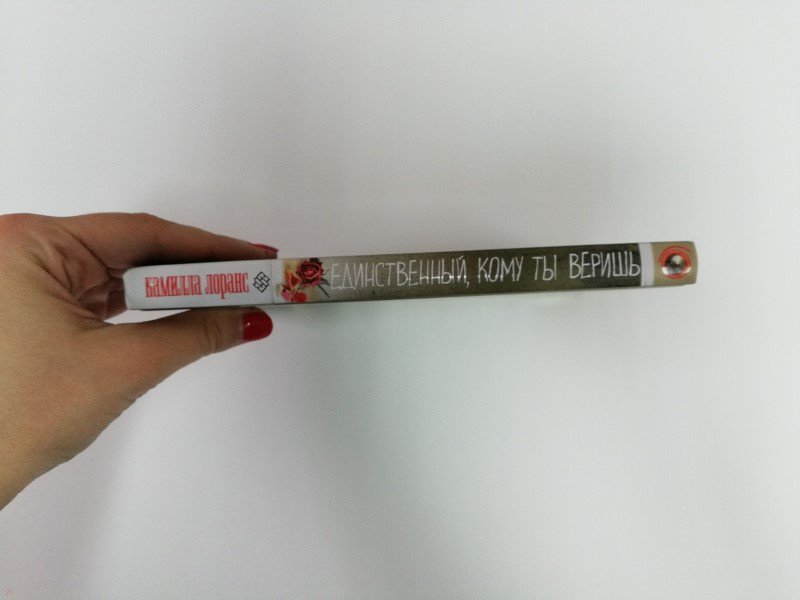 КАМИЛЛА ЛОРАНС
ЕДИНСТВЕННЫЙ, КОМУ ТЫ ВЕРИШЬ